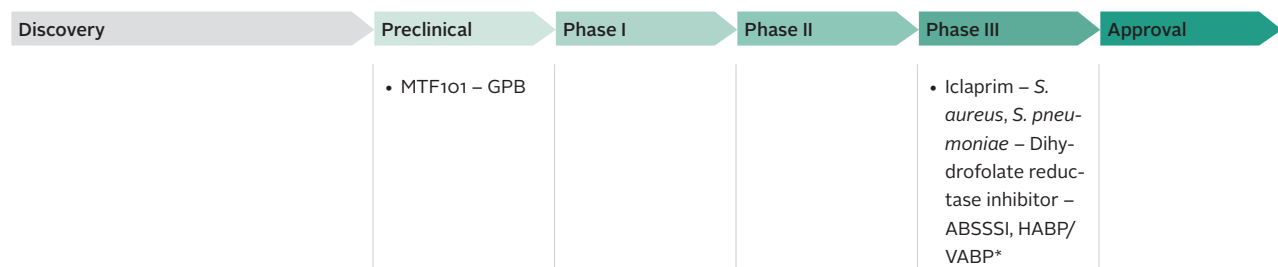 Discovery
Preclinical
Phase I
Phase II
Phase III
Approval
• MTF101 – GPB
• Iclaprim – S.
aureus, S. pneu-
moniae – Dihy-
drofolate reduc-
tase inhibitor –
ABSSSI, HABP/
VABP*